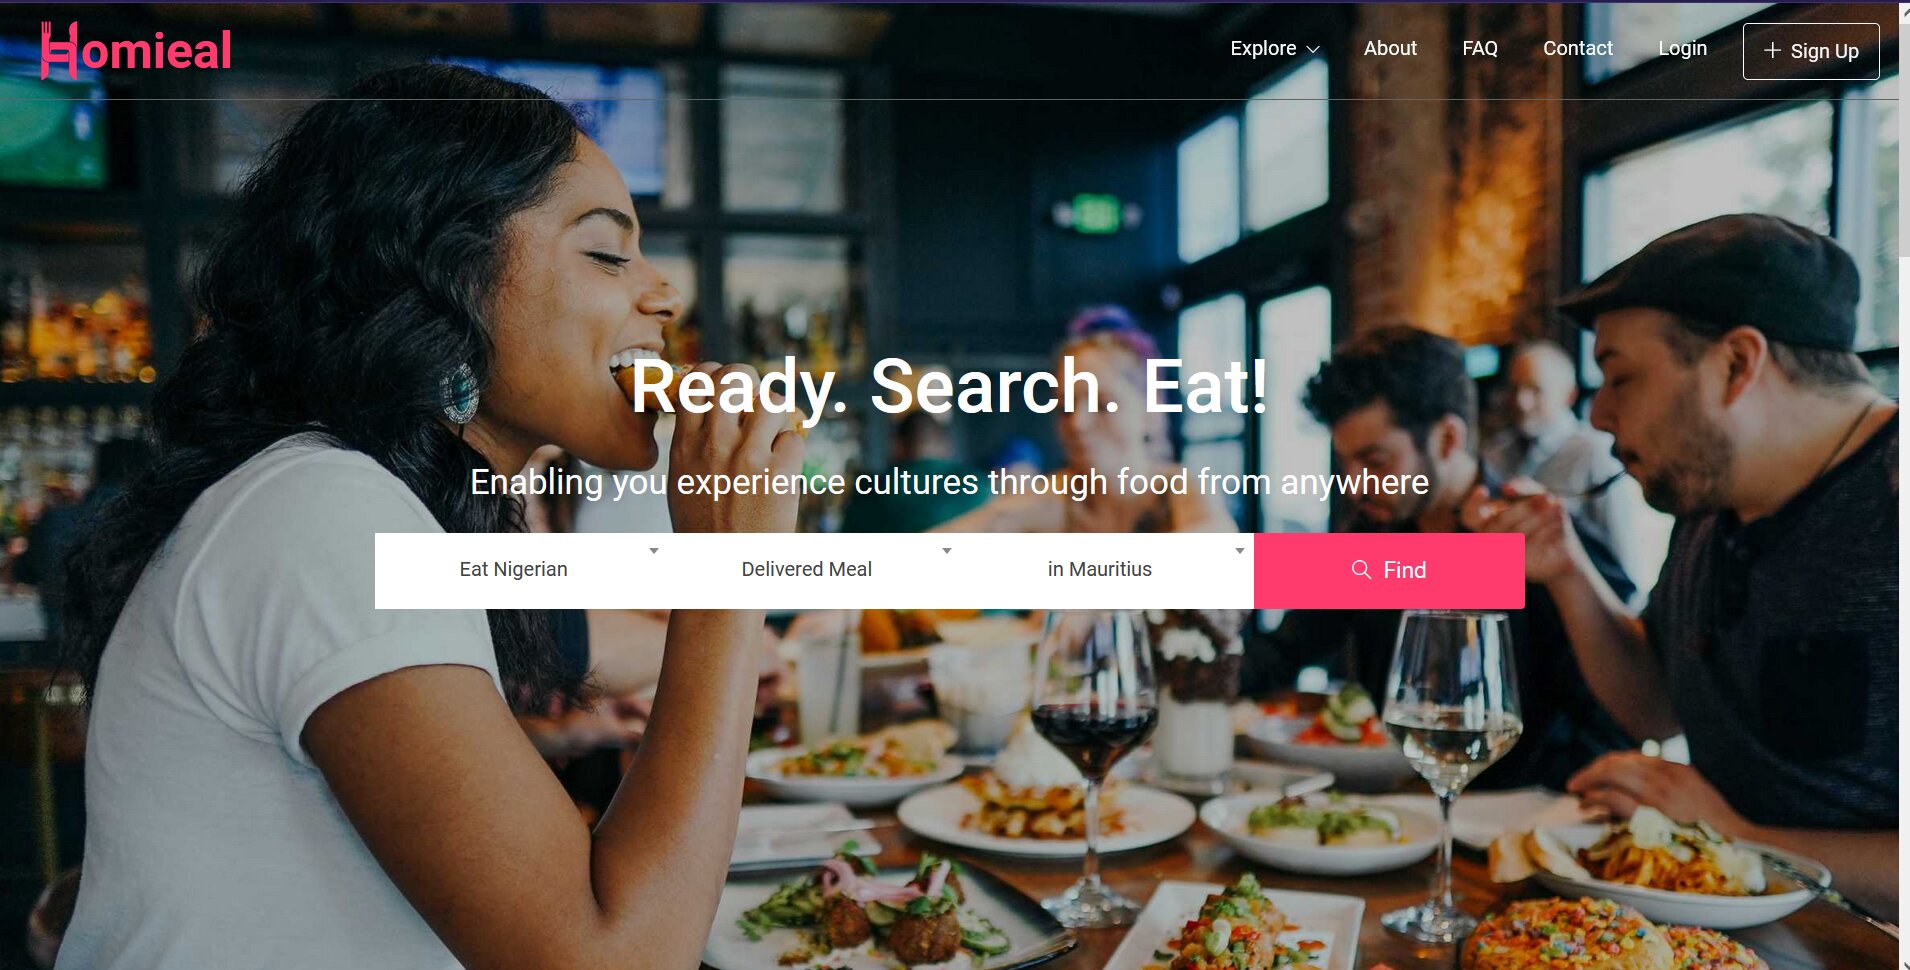 Homieal
Explore
About
FAQ
Contact
Login
Sign Up
Ready. Search. Eat!
Enabling you experience cultures through food from anywhere
Eat Nigerian
Delivered Meal
in Mauritius
Find